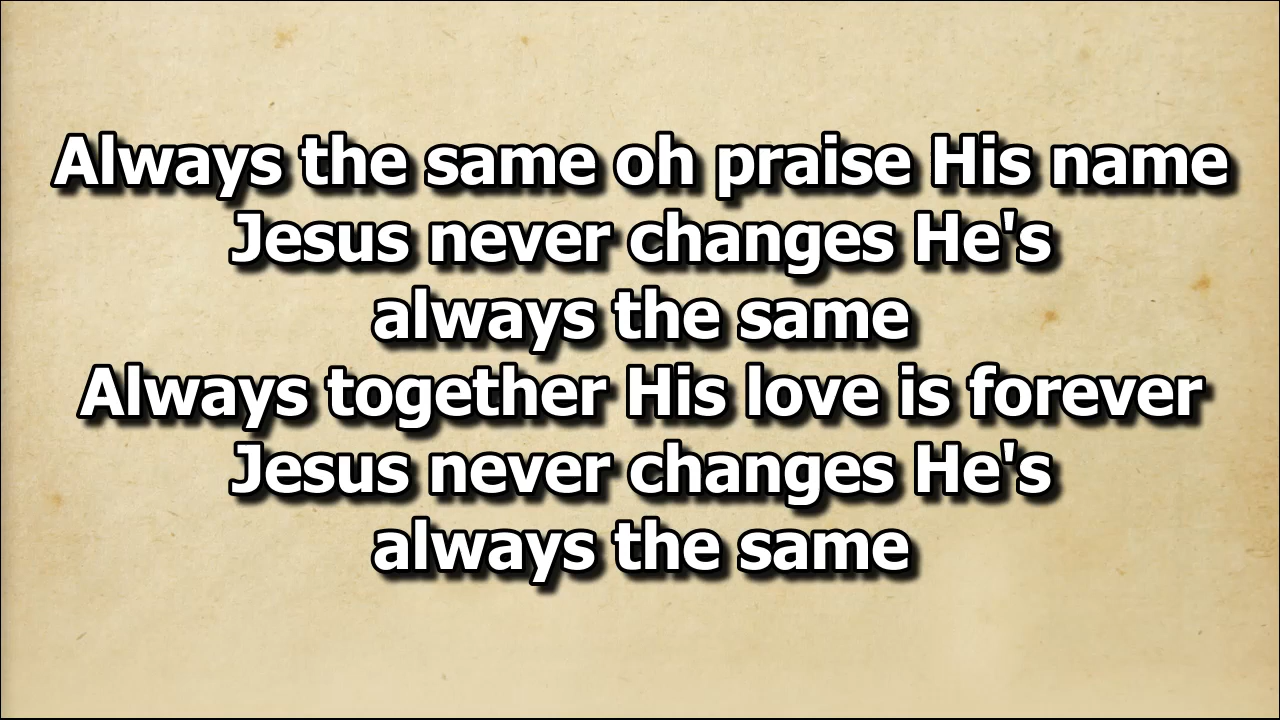 Always the same oh praise His name
Jesus never changes He's
always the same
Always together His love is forever
Jesus never changes He's
always the same